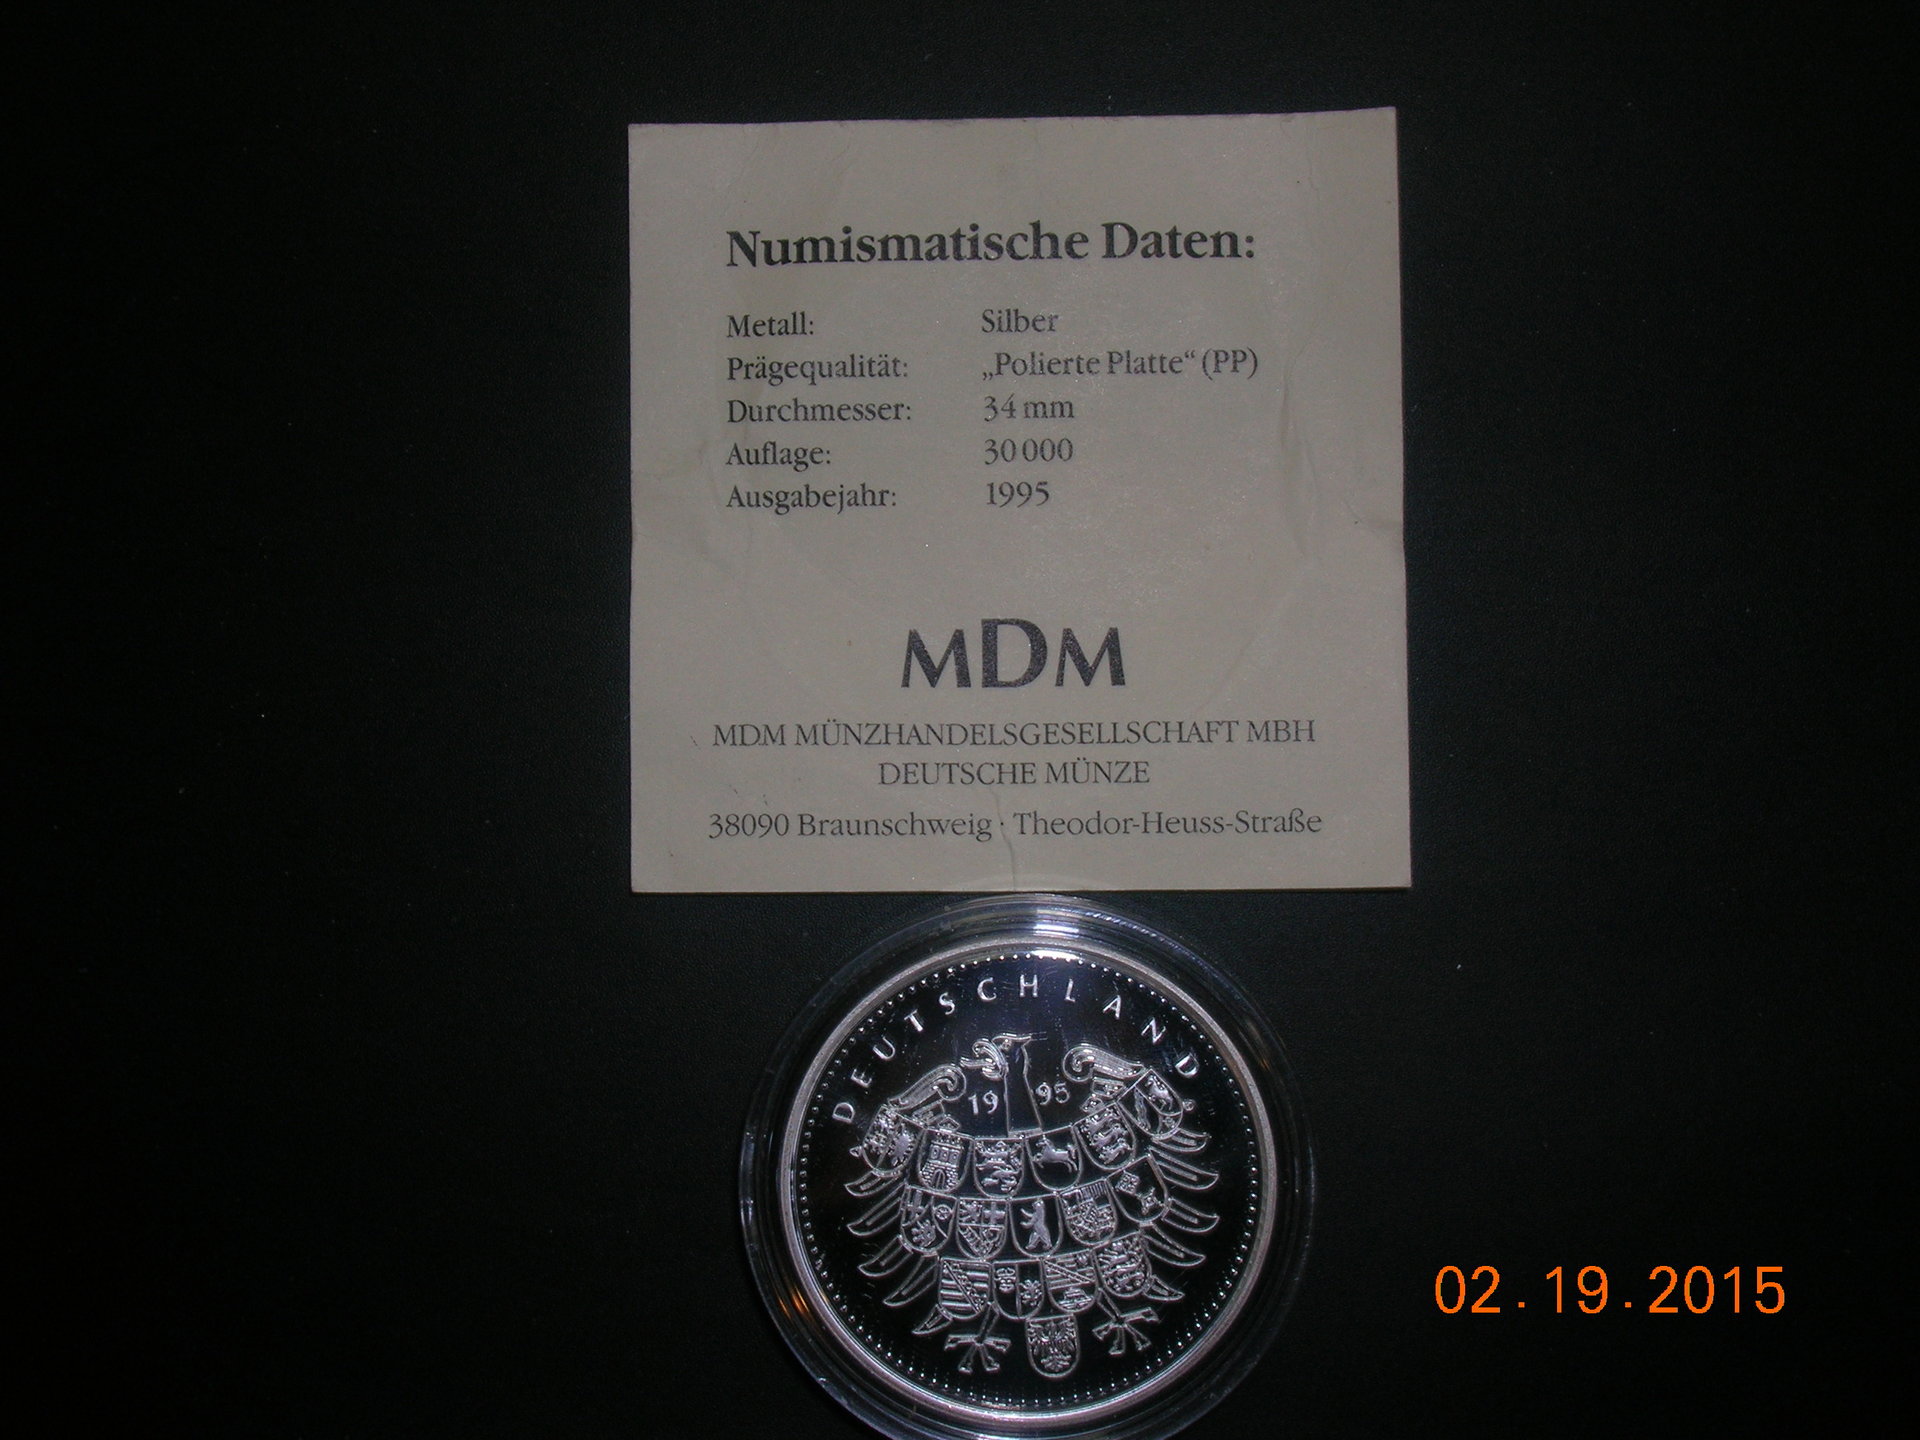 Numismatische Daten:
Metall: Silber
Prägequalität: „Polierte Platte“ (PP)
Durchmesser: 34 mm
Auflage: 30 000
Ausgabejahr: 1995
MDM
MDM MÜNZHANDELSGESELLSCHAFT MBH
DEUTSCHE MÜNZE
38090 Braunschweig · Theodor-Heuss-Straße
DEUTSCHLAND
19 95
02.19.2015